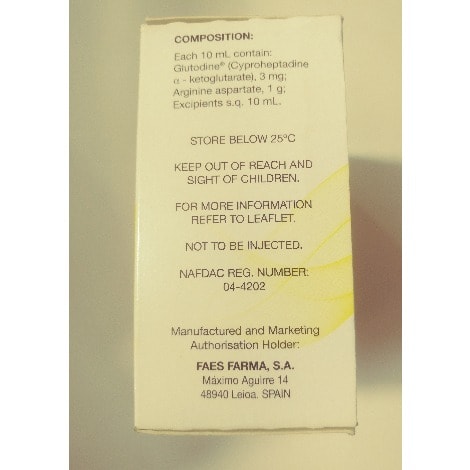 COMPOSITION:
Each 10 mL contain:
Glutodine® (Cyproheptadine
α - ketoglutarate), 3 mg;
Arginine aspartate, 1 g;
Excipients s.q. 10 mL.
STORE BELOW 25ºC
KEEP OUT OF REACH AND
SIGHT OF CHILDREN.
FOR MORE INFORMATION
REFER TO LEAFLET.
NOT TO BE INJECTED.
NAFDAC REG. NUMBER:
04-4202
Manufactured and Marketing
Authorisation Holder:
FAES FARMA, S.A.
Máximo Aguirre 14
48940 Leioa. SPAIN